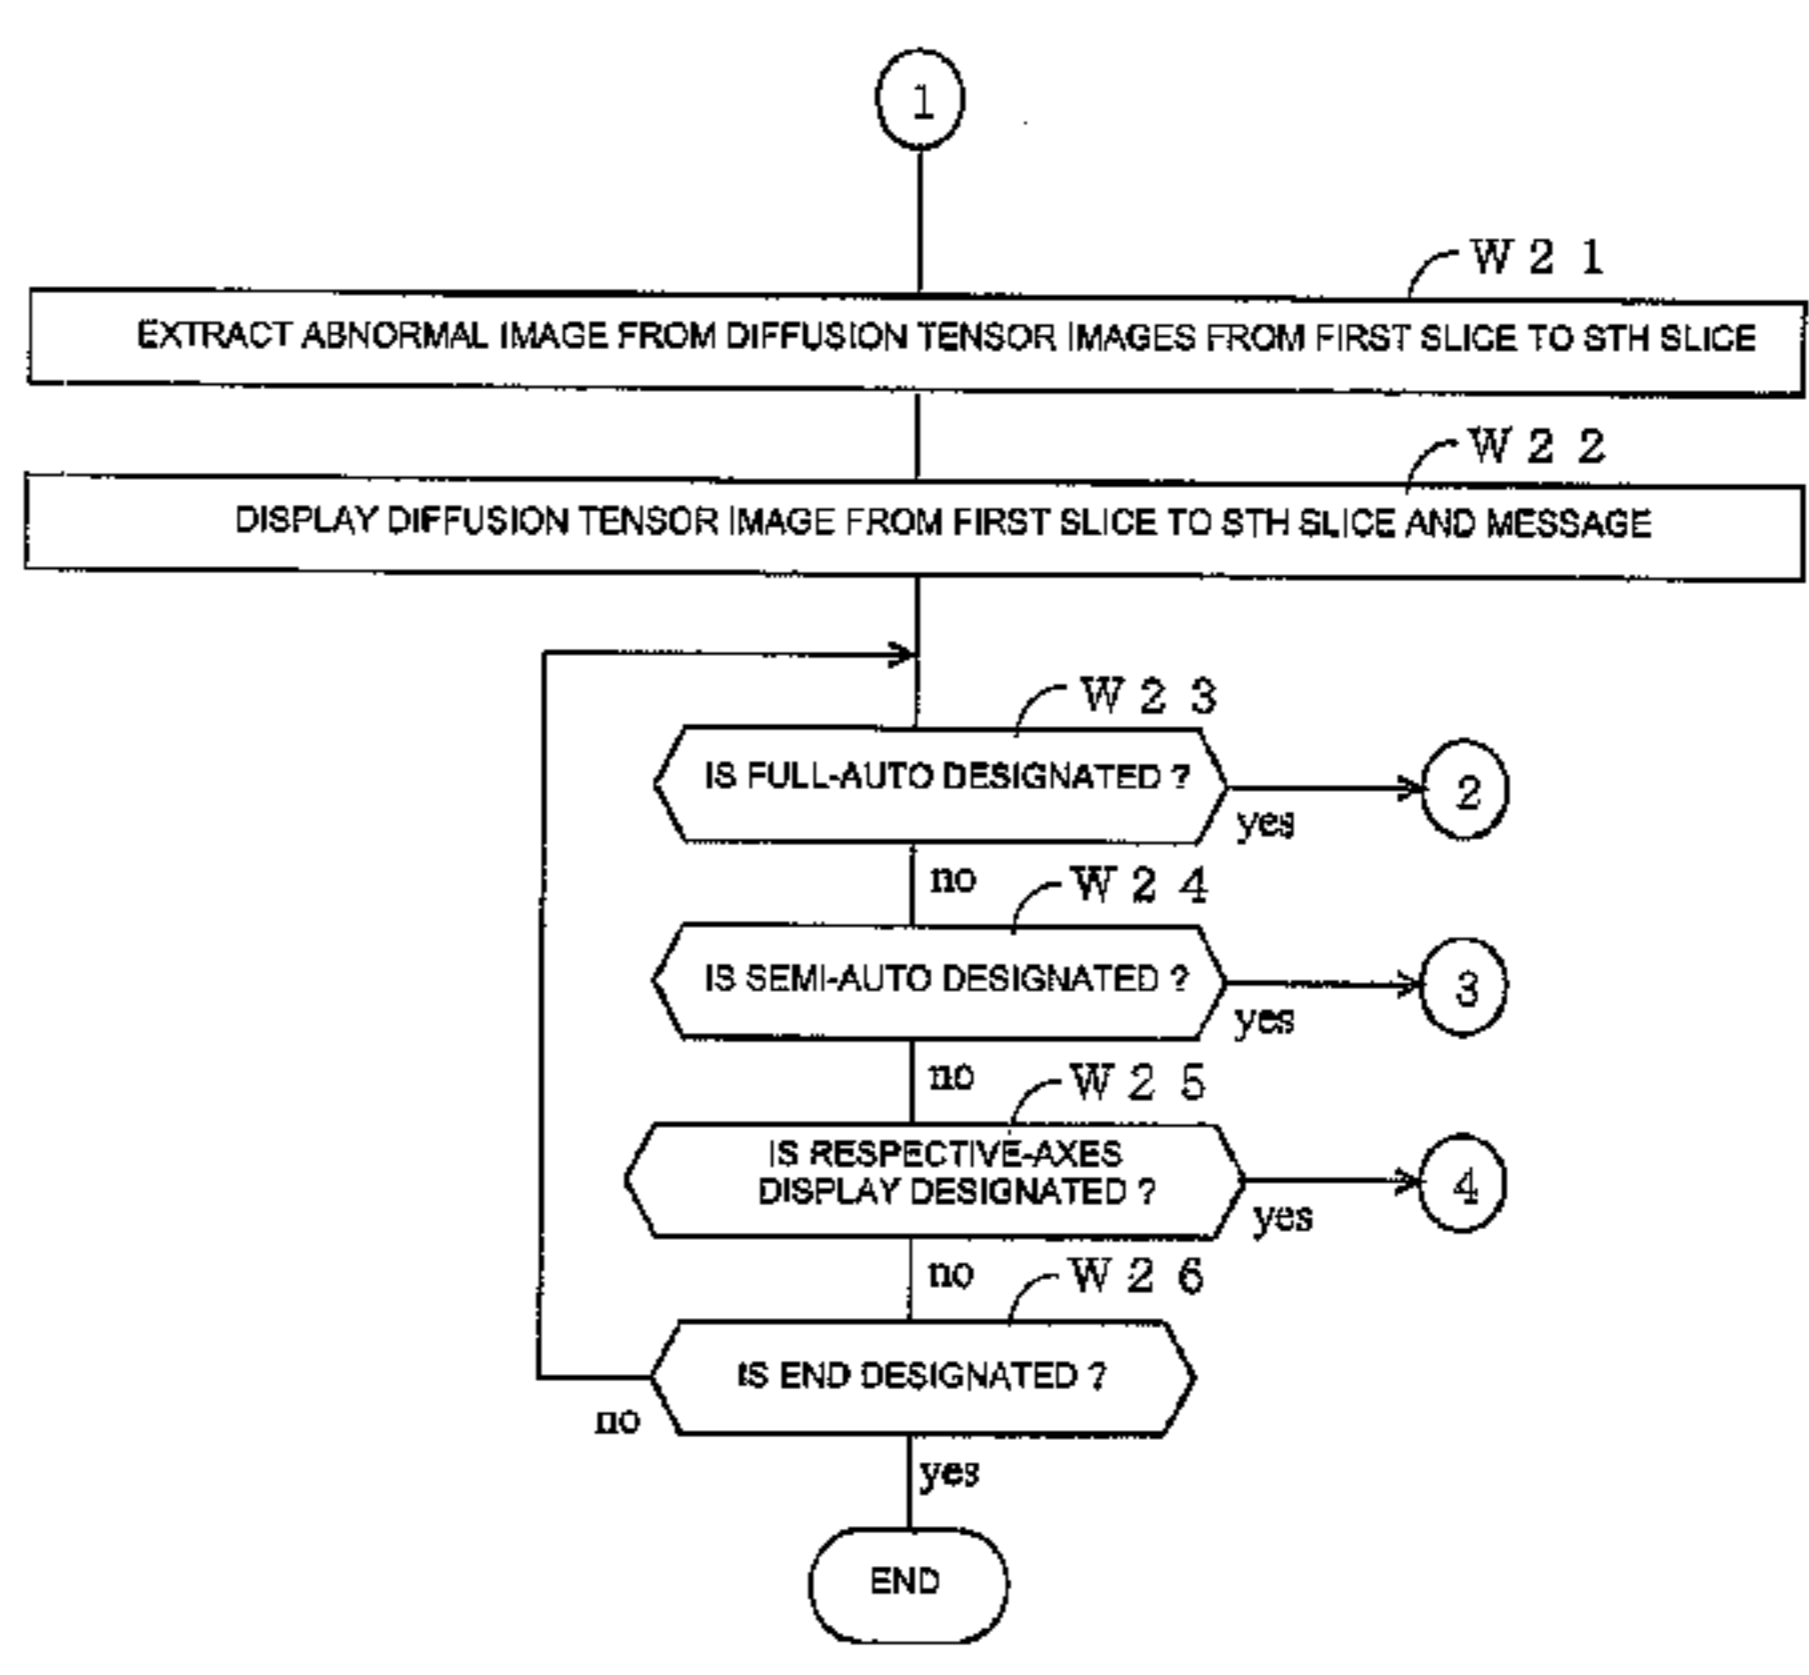 1
W21
EXTRACT ABNORMAL IMAGE FROM DIFFUSION TENSOR IMAGES FROM FIRST SLICE TO STH SLICE
W22
DISPLAY DIFFUSION TENSOR IMAGE FROM FIRST SLICE TO STH SLICE AND MESSAGE
W23
IS FULL-AUTO DESIGNATED ?
yes
2
no
W24
IS SEMI-AUTO DESIGNATED ?
yes
3
no
W25
IS RESPECTIVE-AXES
DISPLAY DESIGNATED ?
yes
4
no
W26
IS END DESIGNATED ?
no
yes
END